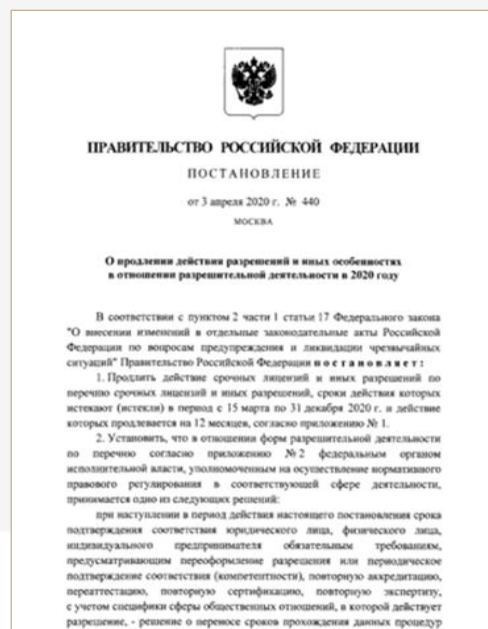 ПРАВИТЕЛЬСТВО РОССИЙСКОЙ ФЕДЕРАЦИИ
ПОСТАНОВЛЕНИЕ
от 3 апреля 2020 г. № 440
МОСКВА
О продлении действия разрешений и иных особенностях
в отношении разрешительной деятельности в 2020 году
В соответствии с пунктом 2 части 1 статьи 17 Федерального закона
"О внесении изменений в отдельные законодательные акты Российской
Федерации по вопросам предупреждения и ликвидации чрезвычайных
ситуаций" Правительство Российской Федерации постановляет:
1. Продлить действие срочных лицензий и иных разрешений по
перечню срочных лицензий и иных разрешений, сроки действия которых
истекают (истекли) в период с 15 марта по 31 декабря 2020 г. и действие
которых продлевается на 12 месяцев, согласно приложению № 1.
2. Установить, что в отношении форм разрешительной деятельности
по перечню согласно приложению № 2 федеральным органом
исполнительной власти, уполномоченным на осуществление нормативного
правового регулирования в соответствующей сфере деятельности,
принимается одно из следующих решений:
при наступлении в период действия настоящего постановления срока
подтверждения соответствия юридического лица, физического лица,
индивидуального предпринимателя обязательным требованиям,
предусматривающим переоформление разрешения или периодическое
подтверждение соответствия (компетентности), повторную аккредитацию,
переаттестацию, повторную сертификацию, повторную экспертизу,
с учетом специфики сферы общественных отношений, в которой действует
разрешение, - решение о переносе сроков прохождения данных процедур